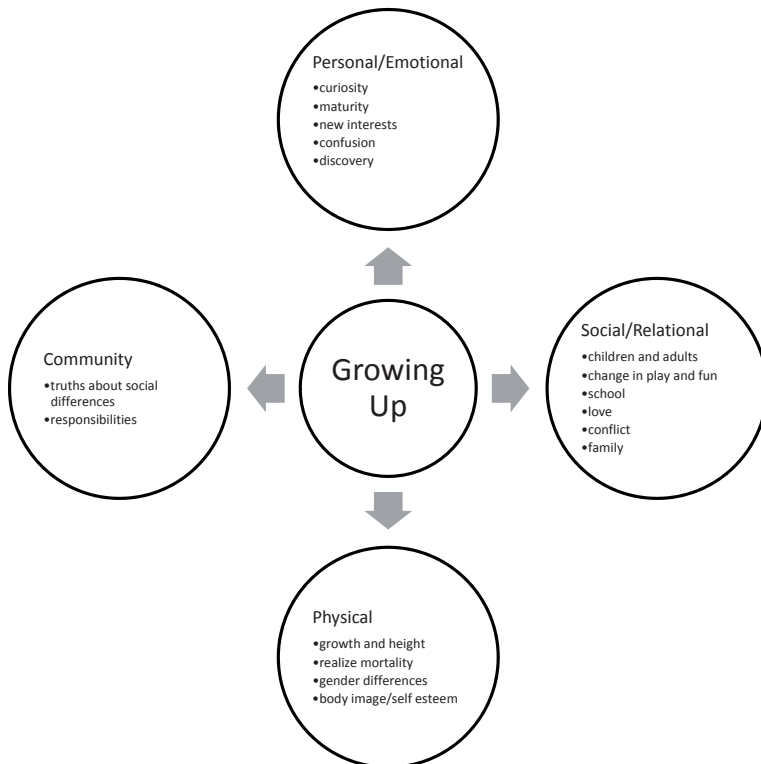 Personal/Emotional
•curiosity
•maturity
•new interests
•confusion
•discovery
Community
•truths about social
differences
•responsibilities
Growing
Up
Social/Relational
•children and adults
•change in play and fun
•school
•love
•conflict
•family
Physical
•growth and height
•realize mortality
•gender differences
•body image/self esteem